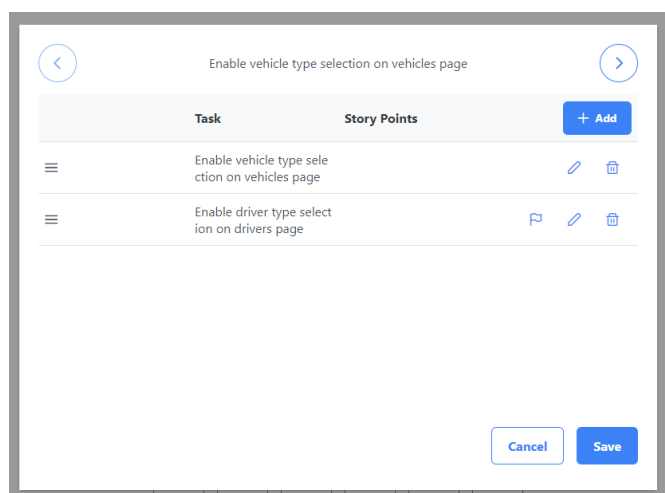 Enable vehicle type selection on vehicles page
Task Story Points + Add
Enable vehicle type sele
ction on vehicles page
Enable driver type select
ion on drivers page
Cancel Save